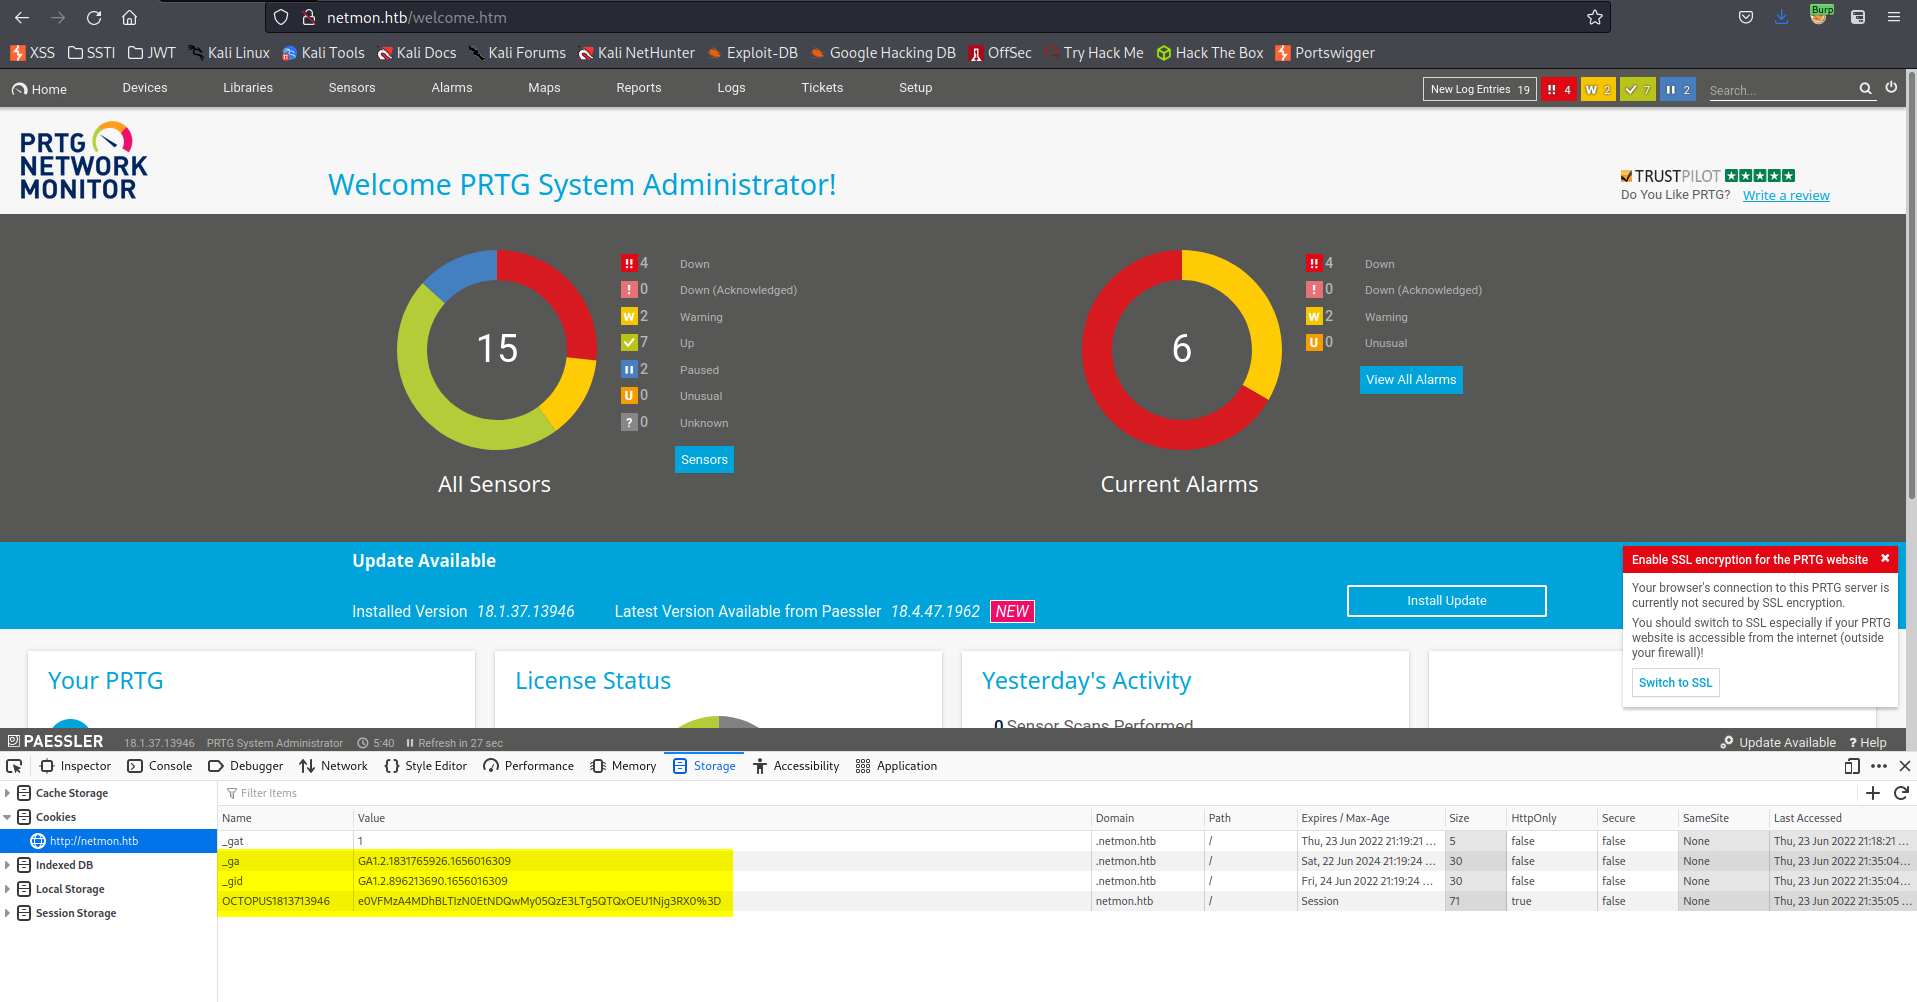 netmon.htb/welcome.htm
Burp
XSS SSTI JWT Kali Linux Kali Tools Kali Docs Kali Forums Kali NetHunter Exploit-DB Google Hacking DB OffSec Try Hack Me Hack The Box Portswigger
Home Devices Libraries Sensors Alarms Maps Reports Logs Tickets Setup New Log Entries 19 !! 4 W 2 7 2 Search...
PRTG
NETWORK
MONITOR
Welcome PRTG System Administrator!
TRUSTPILOT
Do You Like PRTG? Write a review
15
!! 4 Down
! 0 Down (Acknowledged)
W 2 Warning
7 Up
2 Paused
U 0 Unusual
? 0 Unknown
Sensors
All Sensors
6
!! 4 Down
! 0 Down (Acknowledged)
W 2 Warning
U 0 Unusual
View All Alarms
Current Alarms
Update Available
Installed Version 18.1.37.13946 Latest Version Available from Paessler 18.4.47.1962 NEW
Install Update
Enable SSL encryption for the PRTG website
Your browser's connection to this PRTG server is
currently not secured by SSL encryption.
You should switch to SSL especially if your PRTG
website is accessible from the internet (outside
your firewall)!
Switch to SSL
Your PRTG
License Status
Yesterday's Activity
0 Sensor Scans Performed
PAESSLER 18.1.37.13946 PRTG System Administrator 5:40 Refresh in 27 sec Update Available ? Help
Inspector Console Debugger Network Style Editor Performance Memory Storage Accessibility Application
Cache Storage
Cookies
http://netmon.htb
Indexed DB
Local Storage
Session Storage
Filter Items
Name Value Domain Path Expires / Max-Age Size HttpOnly Secure SameSite Last Accessed
_gat 1 .netmon.htb / Thu, 23 Jun 2022 21:19:21 ... 5 false false None Thu, 23 Jun 2022 21:18:21 ...
_ga GA1.2.1831765926.1656016309 .netmon.htb / Sat, 22 Jun 2024 21:19:24 ... 30 false false None Thu, 23 Jun 2022 21:35:04...
_gid GA1.2.896213690.1656016309 .netmon.htb / Fri, 24 Jun 2022 21:19:24 ... 30 false false None Thu, 23 Jun 2022 21:35:04...
OCTOPUS1813713946 e0VFMzA4MDhBLTIzN0EtNDQwMy05QzE3LTg5QTQxOEU1Njg3RX0%3D netmon.htb / Session 71 true false None Thu, 23 Jun 2022 21:35:05 ...